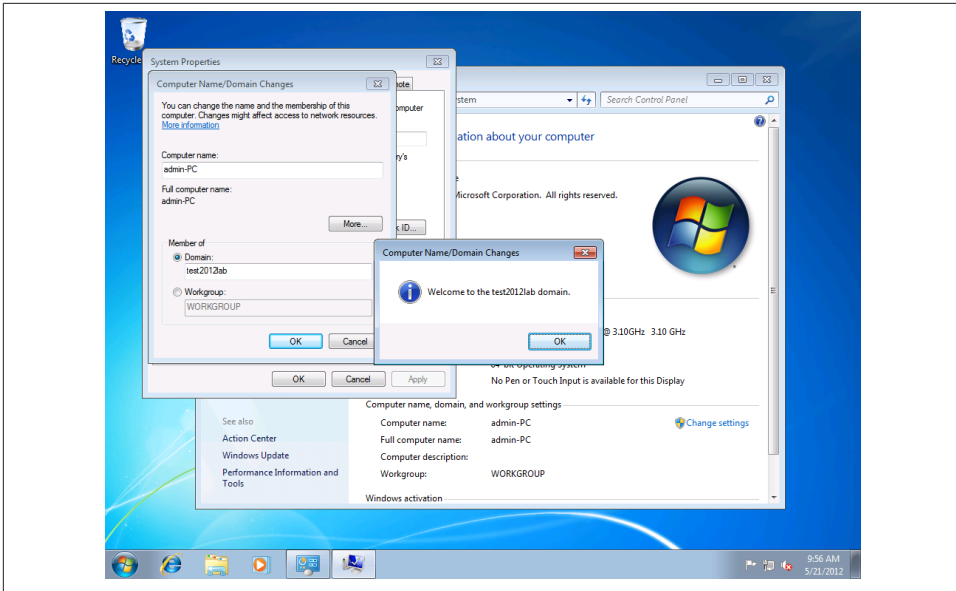 Recycle
System Properties
Computer Name/Domain Changes
note
You can change the name and the membership of this
computer. Changes might affect access to network resources.
More information
Computer name:
admin-PC
Full computer name:
admin-PC
More...
Member of
Domain:
test2012lab
Workgroup:
WORKGROUP
OK
Cancel
omputer
ry's
k ID...
OK
Cancel
Apply
Computer Name/Domain Changes
Welcome to the test2012lab domain.
OK
stem
Search Control Panel
ation about your computer
Microsoft Corporation. All rights reserved.
@ 3.10GHz 3.10 GHz
64-bit Operating System
No Pen or Touch Input is available for this Display
Computer name, domain, and workgroup settings
Computer name: admin-PC
Change settings
Full computer name: admin-PC
Computer description:
Workgroup: WORKGROUP
Windows activation
See also
Action Center
Windows Update
Performance Information and
Tools
9:56 AM
5/21/2012